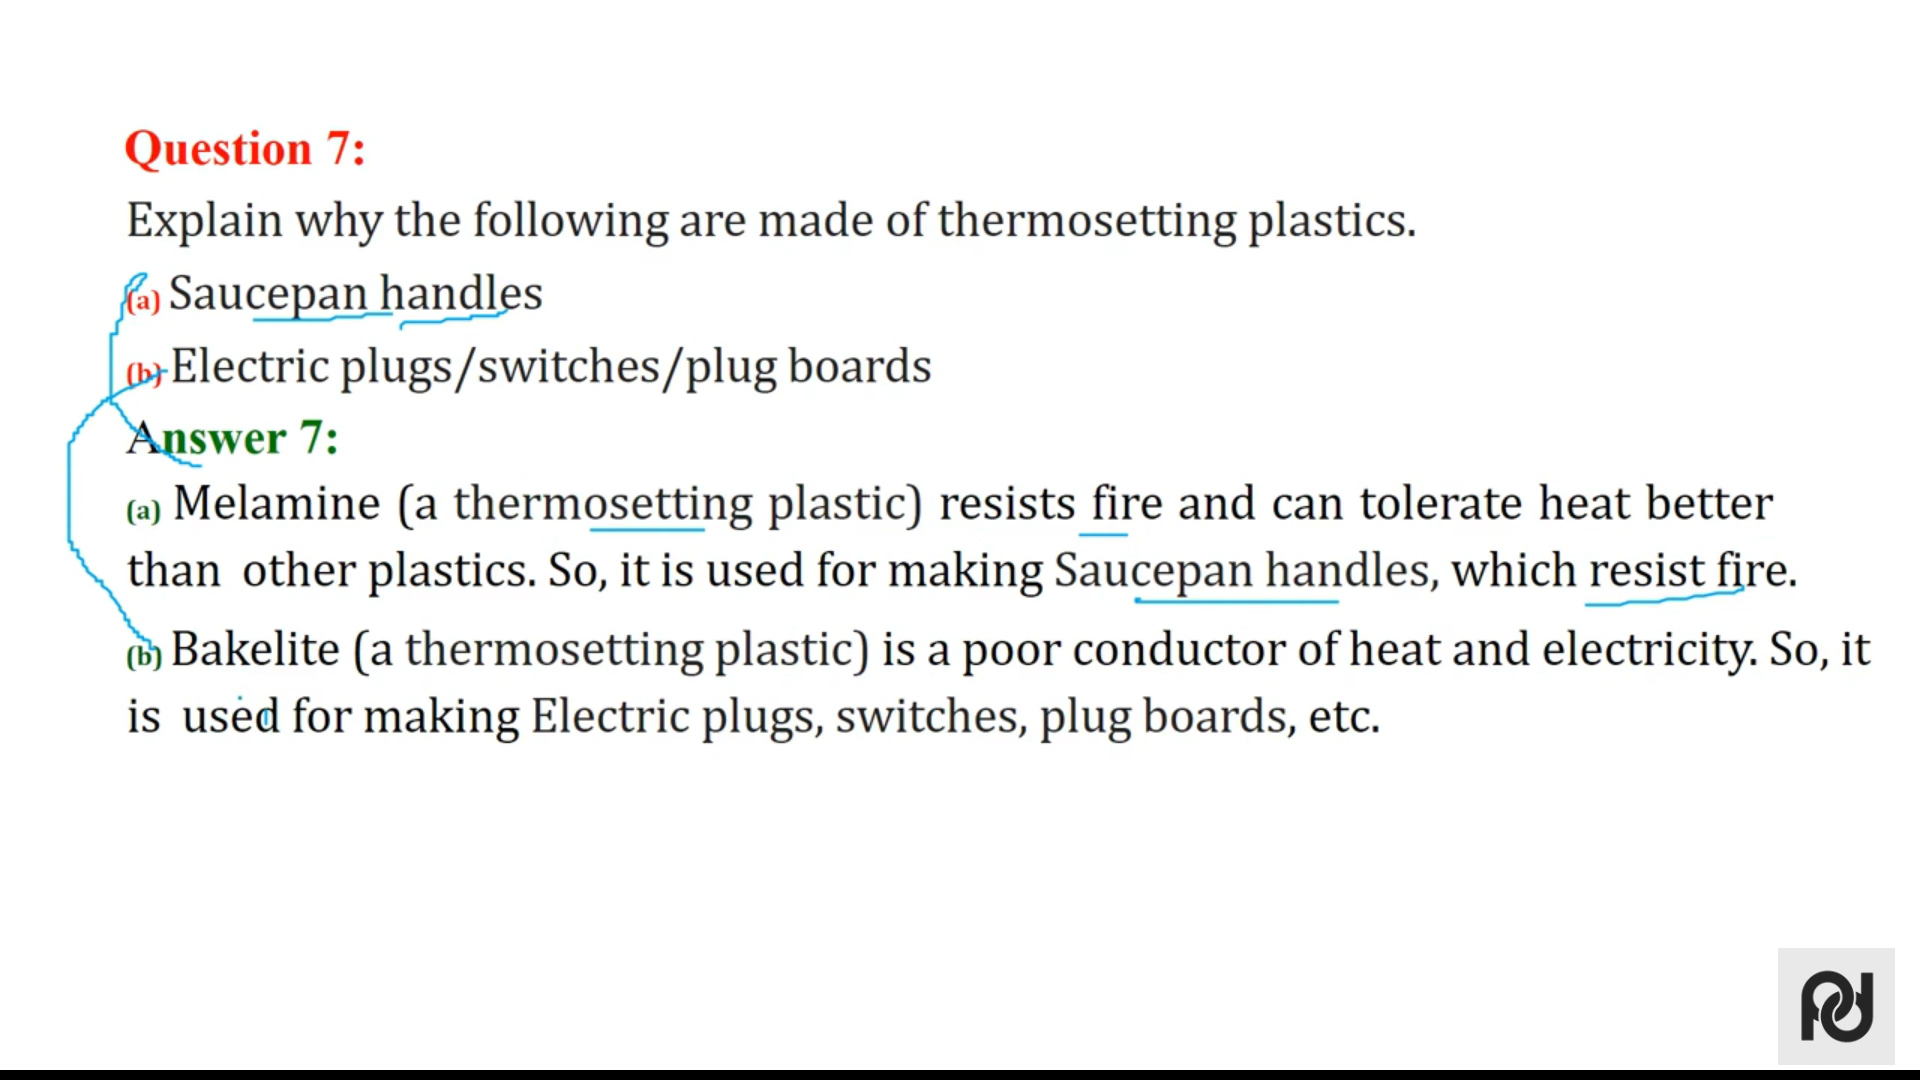 Question 7:
Explain why the following are made of thermosetting plastics.
(a) Saucepan handles
(b) Electric plugs/switches/plug boards
Answer 7:
(a) Melamine (a thermosetting plastic) resists fire and can tolerate heat better
than other plastics. So, it is used for making Saucepan handles, which resist fire.
(b) Bakelite (a thermosetting plastic) is a poor conductor of heat and electricity. So, it
is used for making Electric plugs, switches, plug boards, etc.